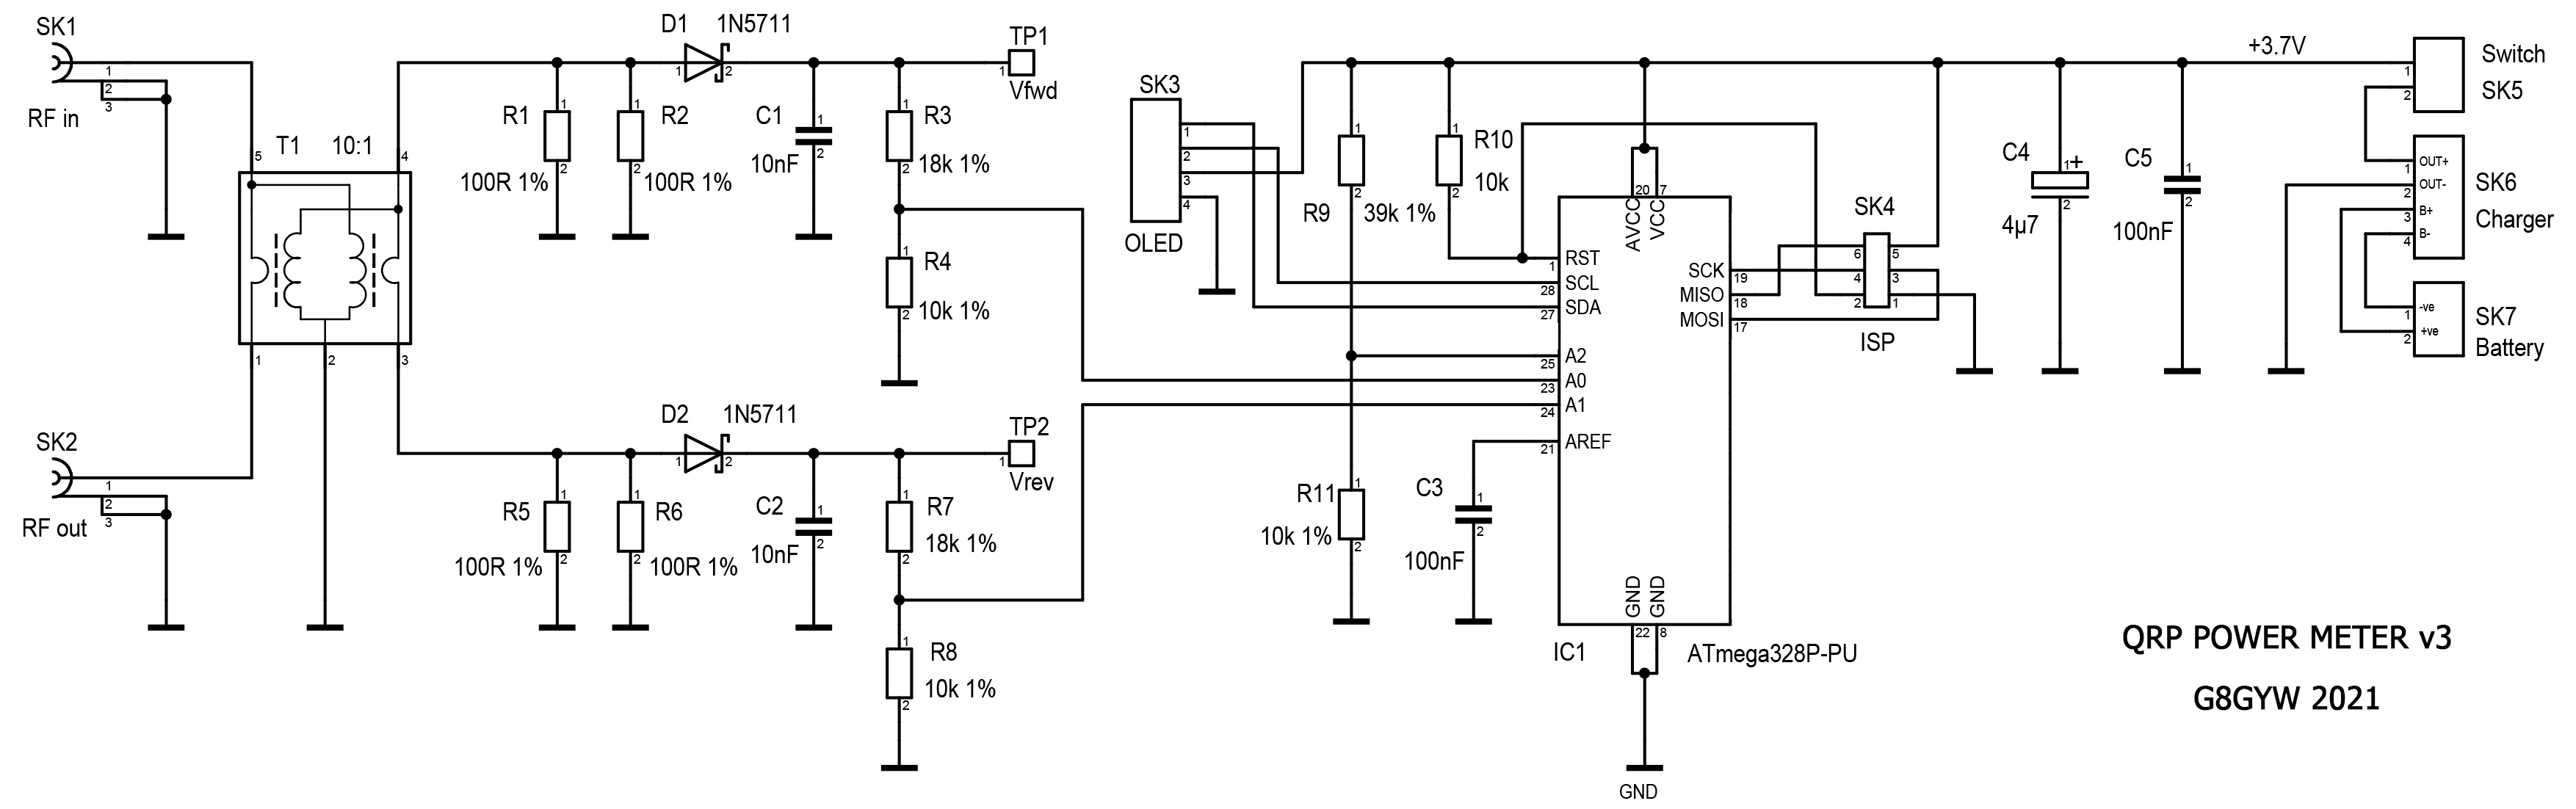 SK1
1
2
3
RF in
T1 10:1
5
4
1
2
3
SK2
1
2
3
RF out
D1 1N5711
1
2
R1
1
2
100R 1%
R2
1
2
100R 1%
C1
1
2
10nF
R3
1
2
18k 1%
R4
1
2
10k 1%
TP1
1
Vfwd
D2 1N5711
1
2
R5
1
2
100R 1%
R6
1
2
100R 1%
C2
1
2
10nF
R7
1
2
18k 1%
R8
1
2
10k 1%
TP2
1
Vrev
SK3
1
2
3
4
OLED
1
2
R9
39k 1%
1
2
R10
10k
R11
1
2
10k 1%
C3
1
2
100nF
20
7
AVCC
VCC
RST
1
SCL
28
SDA
27
A2
25
A0
23
A1
24
AREF
21
SCK
19
MISO
18
MOSI
17
GND
GND
22
8
IC1
ATmega328P-PU
GND
SK4
6
5
4
3
2
1
ISP
C4
1
+
2
4µ7
C5
1
2
100nF
+3.7V
1
2
Switch
SK5
OUT+
1
OUT-
2
B+
3
B-
4
SK6
Charger
-ve
1
+ve
2
SK7
Battery
QRP POWER METER v3
G8GYW 2021